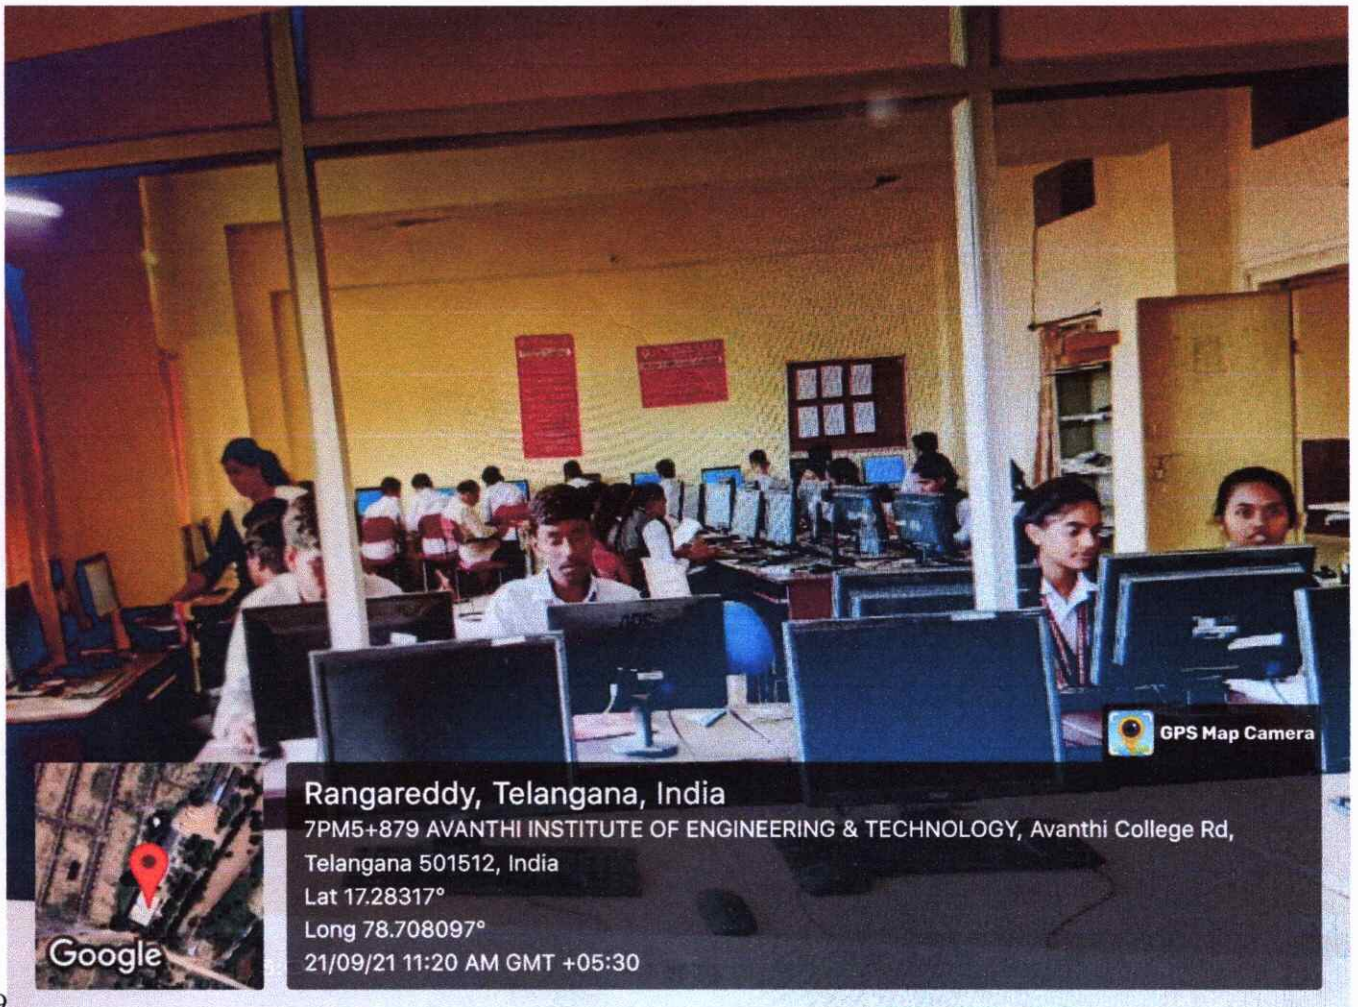 GPS Map Camera
Rangareddy, Telangana, India
7PM5+879 AVANTHI INSTITUTE OF ENGINEERING & TECHNOLOGY, Avanthi College Rd,
Telangana 501512, India
Lat 17.28317°
Long 78.708097°
21/09/21 11:20 AM GMT +05:30
Google